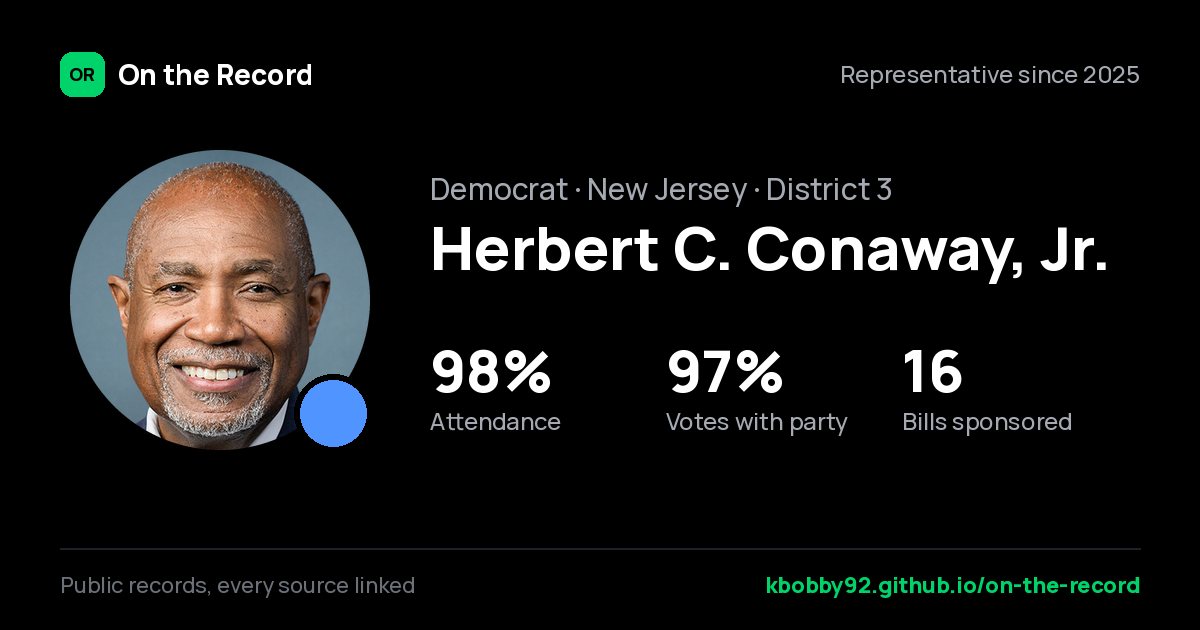 OR On the Record
Representative since 2025
Democrat · New Jersey · District 3
Herbert C. Conaway, Jr.
98% 97% 16
Attendance Votes with party Bills sponsored
Public records, every source linked
kbobby92.github.io/on-the-record